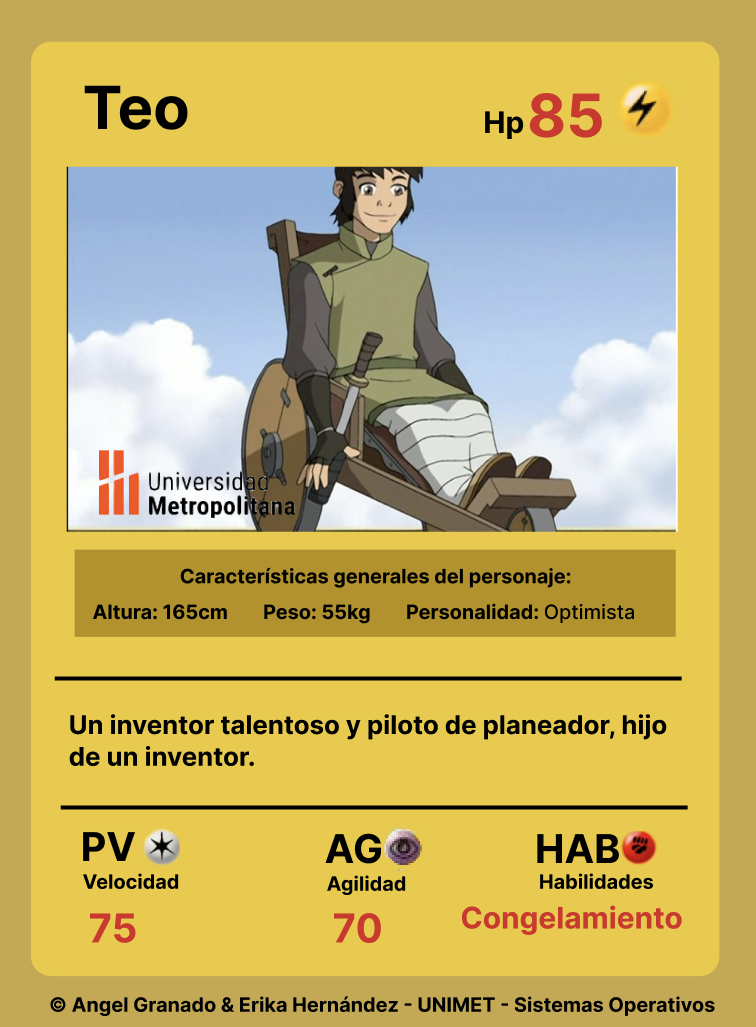 Teo
Hp 85
Universidad
Metropolitana
Características generales del personaje:
Altura: 165cm Peso: 55kg Personalidad: Optimista
Un inventor talentoso y piloto de planeador, hijo
de un inventor.
PV AG HAB
Velocidad Agilidad Habilidades
75 70 Congelamiento
© Angel Granado & Erika Hernández - UNIMET - Sistemas Operativos